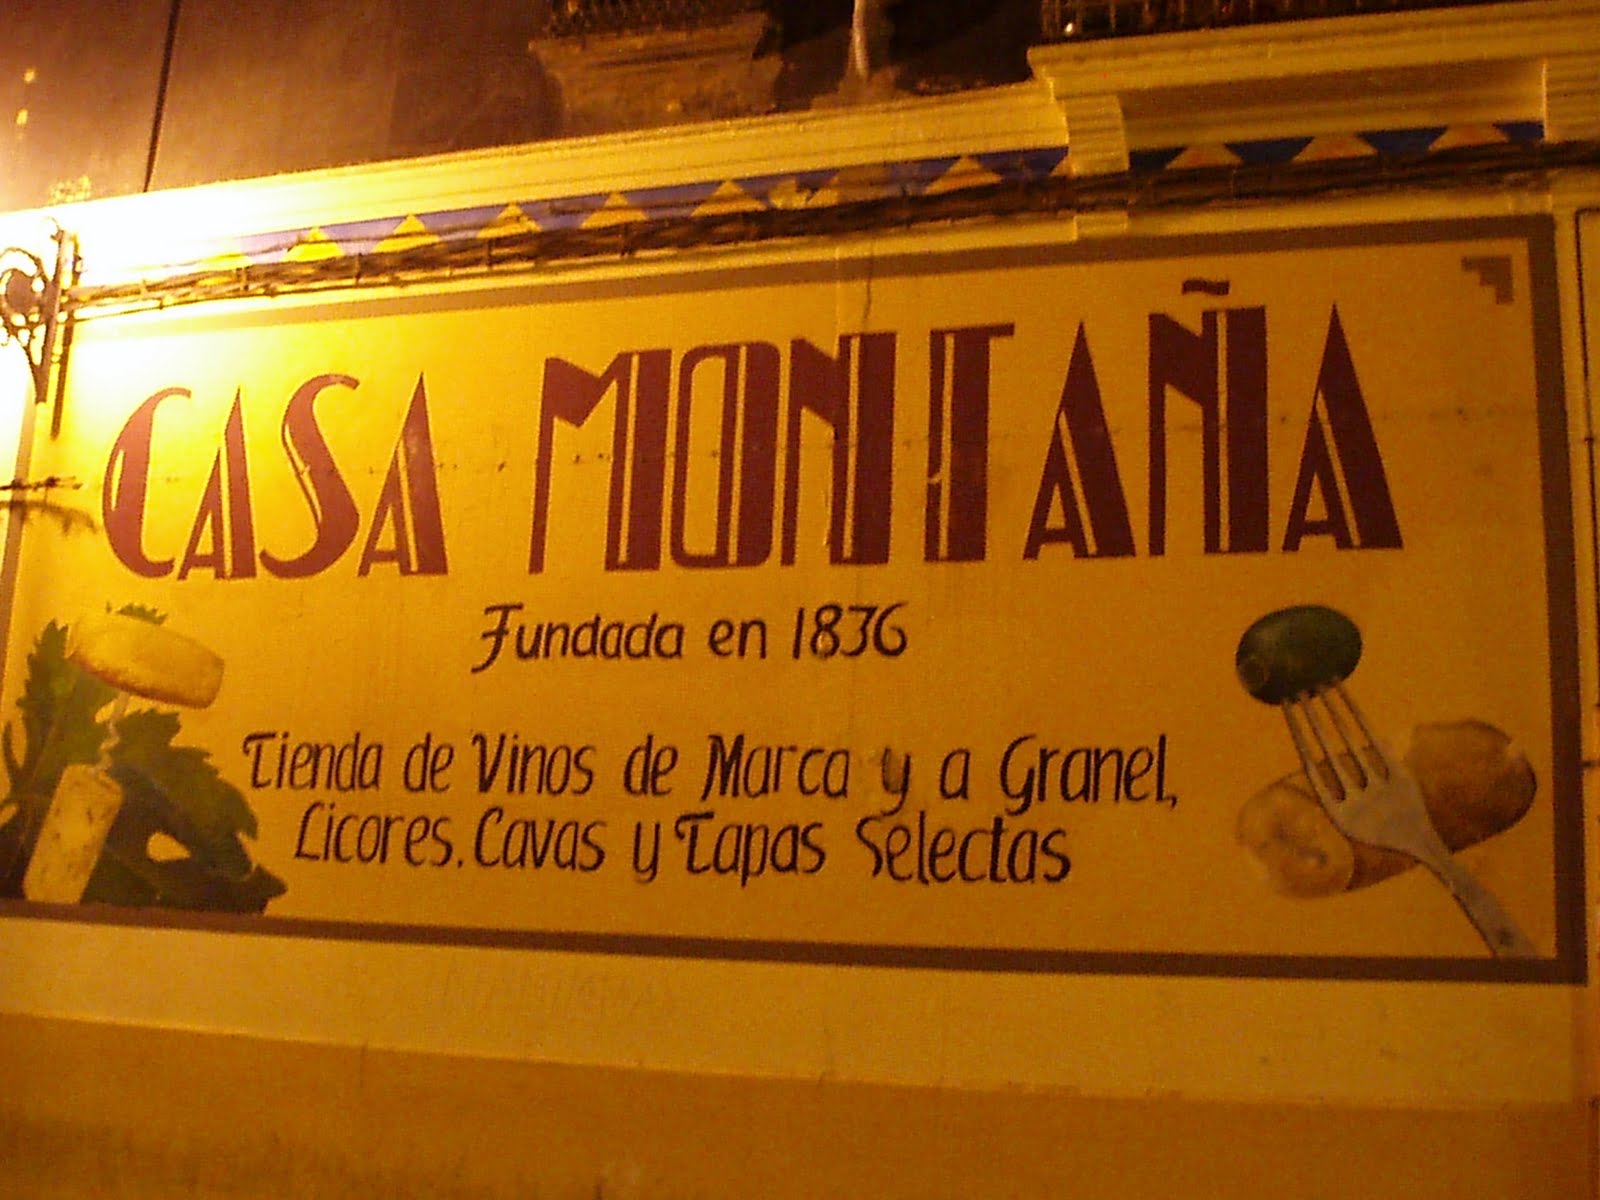 CASA MONTAÑA
Fundada en 1836
Tienda de Vinos de Marca y a Granel,
Licores. Cavas y Tapas Selectas